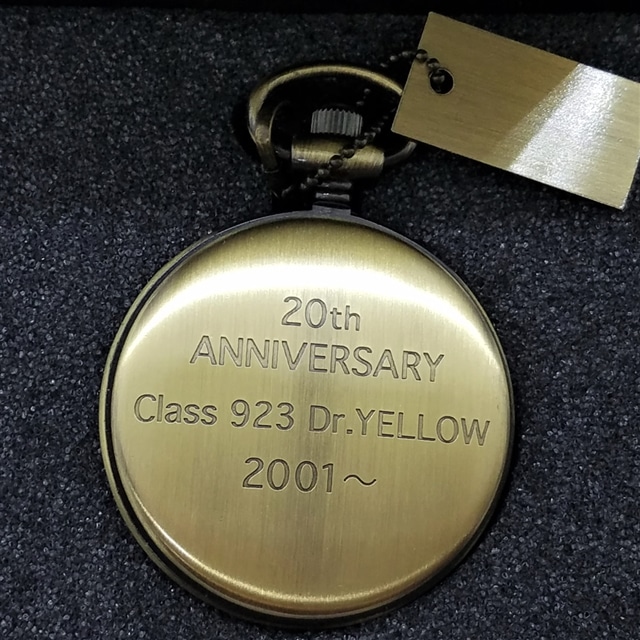 20th
ANNIVERSARY
Class 923 Dr.YELLOW
2001～